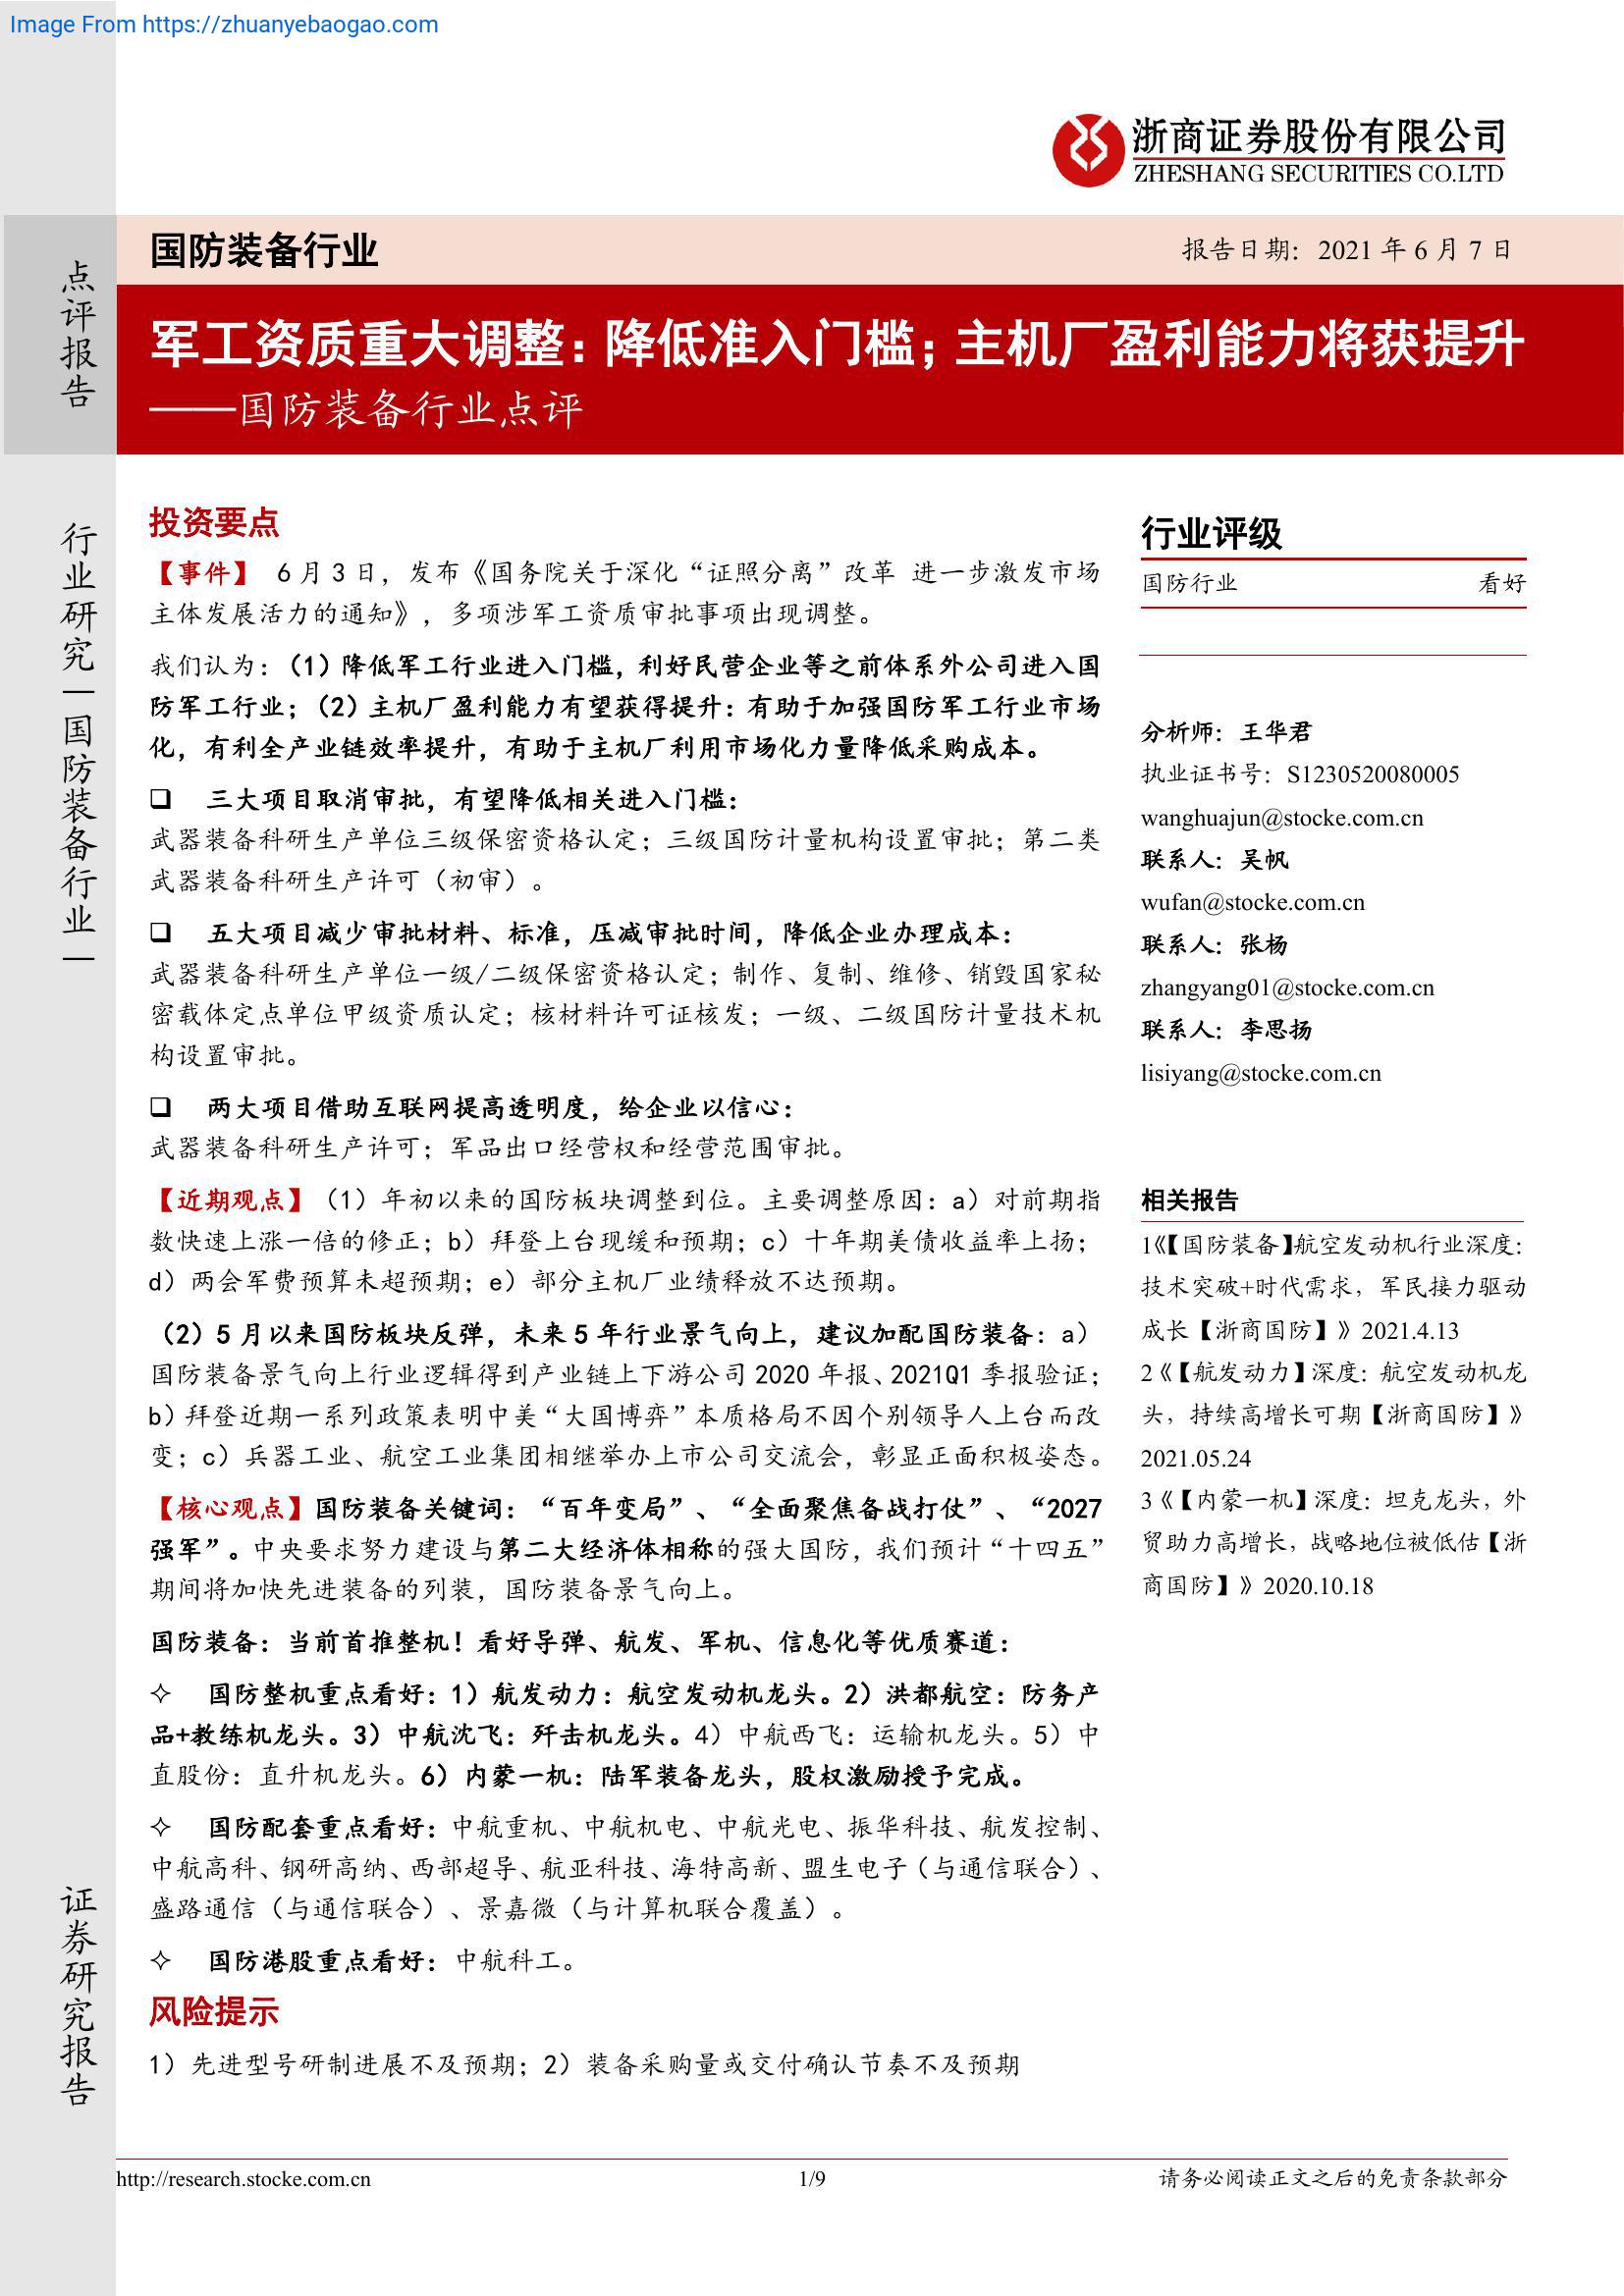 Image From https://zhuanyebaogao.com
浙商证券股份有限公司
ZHESHANG SECURITIES CO.LTD
点评报告
国防装备行业
报告日期：2021 年 6 月 7 日
军工资质重大调整：降低准入门槛；主机厂盈利能力将获提升
——国防装备行业点评
行业研究｜国防装备行业｜
证券研究报告
投资要点
【事件】 6 月 3 日，发布《国务院关于深化“证照分离”改革 进一步激发市场
主体发展活力的通知》，多项涉军工资质审批事项出现调整。
我们认为：（1）降低军工行业进入门槛，利好民营企业等之前体系外公司进入国
防军工行业；（2）主机厂盈利能力有望获得提升：有助于加强国防军工行业市场
化，有利全产业链效率提升，有助于主机厂利用市场化力量降低采购成本。
❑ 三大项目取消审批，有望降低相关进入门槛：
武器装备科研生产单位三级保密资格认定；三级国防计量机构设置审批；第二类
武器装备科研生产许可（初审）。
❑ 五大项目减少审批材料、标准，压减审批时间，降低企业办理成本：
武器装备科研生产单位一级/二级保密资格认定；制作、复制、维修、销毁国家秘
密载体定点单位甲级资质认定；核材料许可证核发；一级、二级国防计量技术机
构设置审批。
❑ 两大项目借助互联网提高透明度，给企业以信心：
武器装备科研生产许可；军品出口经营权和经营范围审批。
【近期观点】（1）年初以来的国防板块调整到位。主要调整原因：a）对前期指
数快速上涨一倍的修正；b）拜登上台现缓和预期；c）十年期美债收益率上扬；
d）两会军费预算未超预期；e）部分主机厂业绩释放不达预期。
（2）5 月以来国防板块反弹，未来 5 年行业景气向上，建议加配国防装备：a）
国防装备景气向上行业逻辑得到产业链上下游公司 2020 年报、2021Q1 季报验证；
b）拜登近期一系列政策表明中美“大国博弈”本质格局不因个别领导人上台而改
变；c）兵器工业、航空工业集团相继举办上市公司交流会，彰显正面积极姿态。
【核心观点】国防装备关键词：“百年变局”、“全面聚焦备战打仗”、“2027
强军”。中央要求努力建设与第二大经济体相称的强大国防，我们预计“十四五”
期间将加快先进装备的列装，国防装备景气向上。
国防装备：当前首推整机！看好导弹、航发、军机、信息化等优质赛道：
✧ 国防整机重点看好：1）航发动力：航空发动机龙头。2）洪都航空：防务产
品+教练机龙头。3）中航沈飞：歼击机龙头。4）中航西飞：运输机龙头。5）中
直股份：直升机龙头。6）内蒙一机：陆军装备龙头，股权激励授予完成。
✧ 国防配套重点看好：中航重机、中航机电、中航光电、振华科技、航发控制、
中航高科、钢研高纳、西部超导、航亚科技、海特高新、盟生电子（与通信联合）、
盛路通信（与通信联合）、景嘉微（与计算机联合覆盖）。
✧ 国防港股重点看好：中航科工。
风险提示
1）先进型号研制进展不及预期；2）装备采购量或交付确认节奏不及预期
行业评级
国防行业 看好
分析师：王华君
执业证书号：S1230520080005
wanghuajun@stocke.com.cn
联系人：吴帆
wufan@stocke.com.cn
联系人：张杨
zhangyang01@stocke.com.cn
联系人：李思扬
lisiyang@stocke.com.cn
相关报告
1《【国防装备】航空发动机行业深度：
技术突破+时代需求，军民接力驱动
成长【浙商国防】》2021.4.13
2《【航发动力】深度：航空发动机龙
头，持续高增长可期【浙商国防】》
2021.05.24
3《【内蒙一机】深度：坦克龙头，外
贸助力高增长，战略地位被低估【浙
商国防】》2020.10.18
http://research.stocke.com.cn
1/9
请务必阅读正文之后的免责条款部分